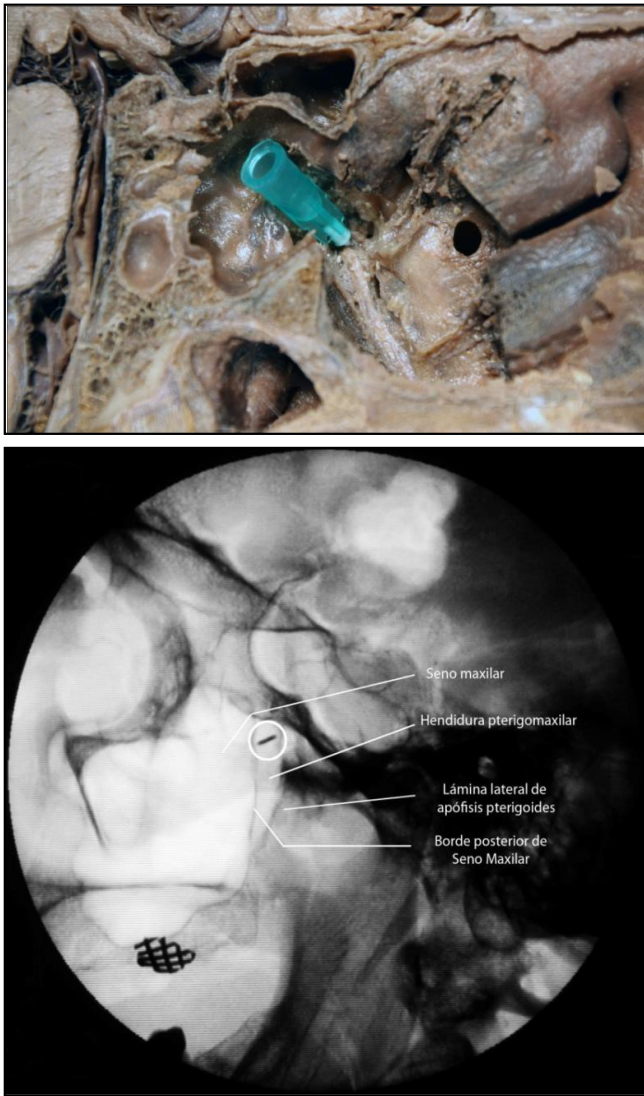 Seno maxilar
Hendidura pterigomaxilar
Lámina lateral de
apófisis pterigoides
Borde posterior de
Seno Maxilar